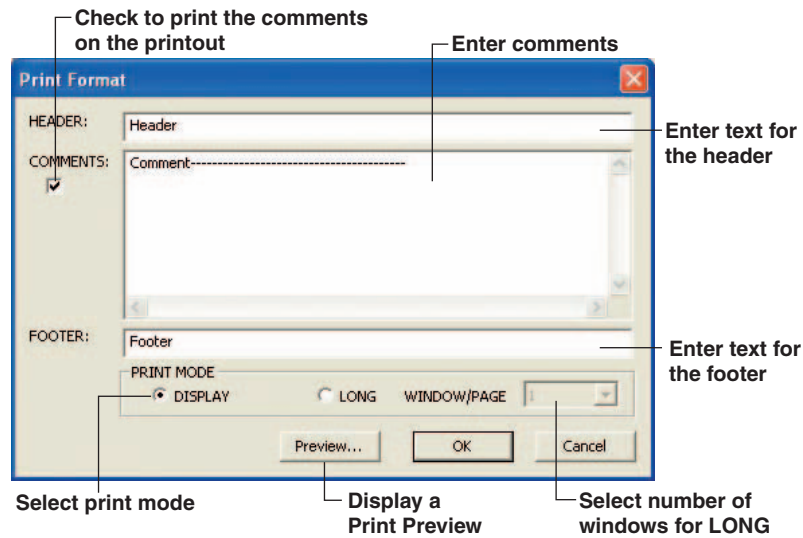 Check to print the comments
on the printout
Enter comments
Print Format
HEADER:
Header
Enter text for
the header
COMMENTS:
Comment----------------------------------------
FOOTER:
Footer
Enter text for
the footer
PRINT MODE
DISPLAY
LONG
WINDOW/PAGE
1
Preview...
OK
Cancel
Select print mode
Display a
Print Preview
Select number of
windows for LONG